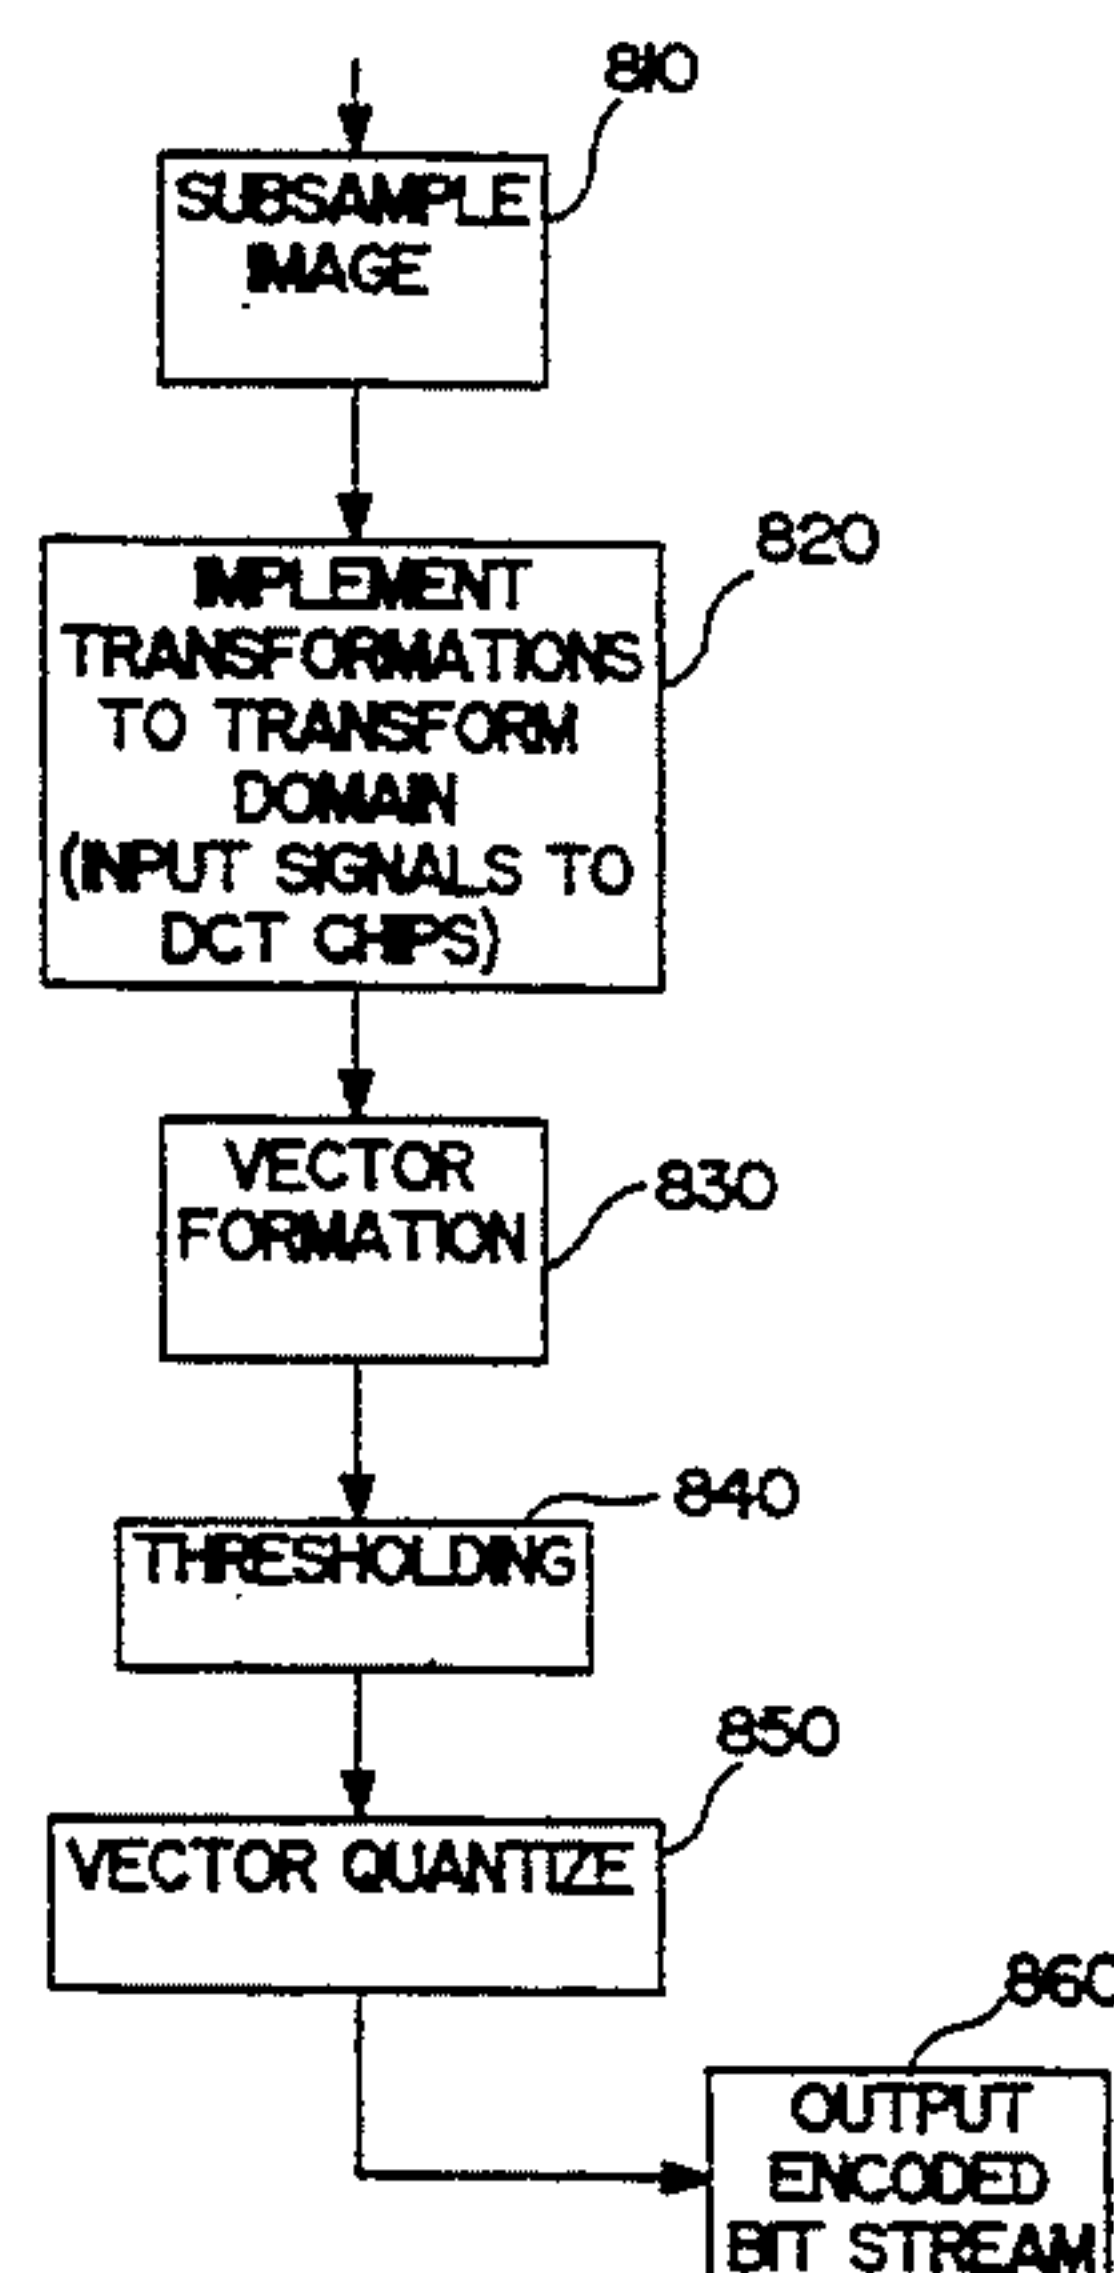 810
SUBSAMPLE
IMAGE
820
IMPLEMENT
TRANSFORMATIONS
TO TRANSFORM
DOMAIN
(INPUT SIGNALS TO
DCT CHIPS)
830
VECTOR
FORMATION
840
THRESHOLDING
850
VECTOR QUANTIZE
860
OUTPUT
ENCODED
BIT STREAM